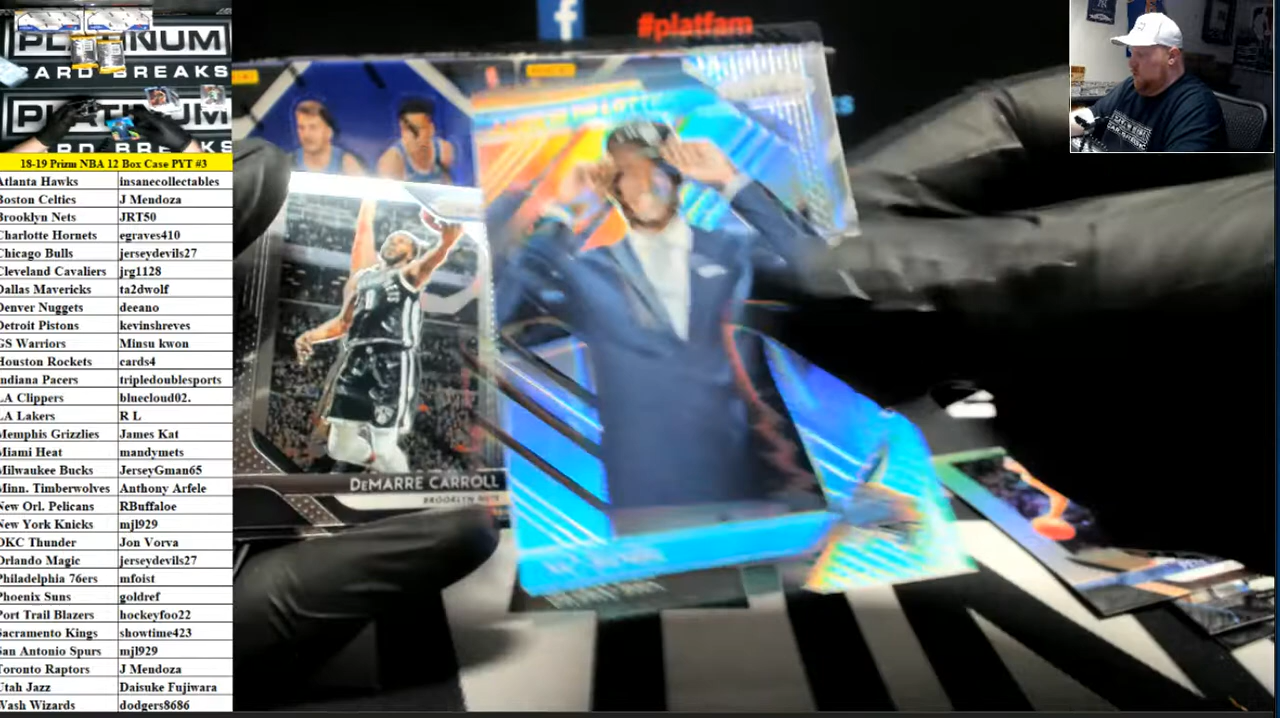 #platfam
PLATINUM
CARD BREAKS
PLATINUM
CARD BREAKS
18-19 Prizm NBA 12 Box Case PYT #3
Atlanta Hawks insanecollectables
Boston Celtics J Mendoza
Brooklyn Nets JRT50
Charlotte Hornets egraves410
Chicago Bulls jerseydevils27
Cleveland Cavaliers jrg1128
Dallas Mavericks ta2dwolf
Denver Nuggets deeano
Detroit Pistons kevinshreves
GS Warriors Minsu kwon
Houston Rockets cards4
Indiana Pacers tripledoublesports
LA Clippers bluecloud02.
LA Lakers R L
Memphis Grizzlies James Kat
Miami Heat mandymets
Milwaukee Bucks JerseyGman65
Minn. Timberwolves Anthony Arfele
New Orl. Pelicans RBuffaloe
New York Knicks mjl929
OKC Thunder Jon Vorva
Orlando Magic jerseydevils27
Philadelphia 76ers mfoist
Phoenix Suns goldref
Port Trail Blazers hockeyfoo22
Sacramento Kings showtime423
San Antonio Spurs mjl929
Toronto Raptors J Mendoza
Utah Jazz Daisuke Fujiwara
Wash Wizards dodgers8686
DeMARRE CARROLL
BROOKLYN NETS